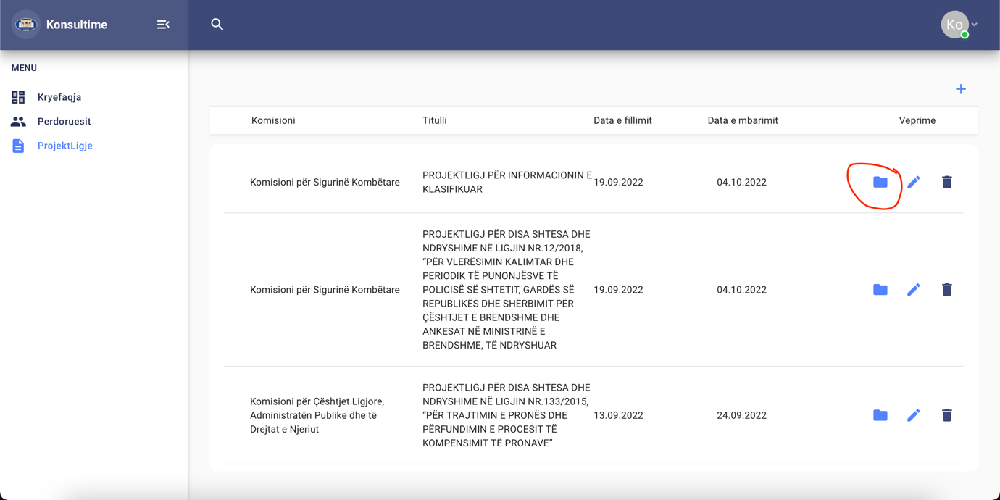 Konsultime
Ko
MENU
Kryefaqja
Perdoruesit
ProjektLigje
Komisioni Titulli Data e fillimit Data e mbarimit Veprime
Komisioni për Sigurinë Kombëtare
PROJEKTLIGJ PËR INFORMACIONIN E
KLASIFIKUAR
19.09.2022
04.10.2022
Komisioni për Sigurinë Kombëtare
PROJEKTLIGJ PËR DISA SHTESA DHE
NDRYSHIME NË LIGJIN NR.12/2018,
“PËR VLERËSIMIN KALIMTAR DHE
PERIODIK TË PUNONJËSVE TË
POLICISË SË SHTETIT, GARDËS SË
REPUBLIKËS DHE SHËRBIMIT PËR
ÇËSHTJET E BRENDSHME DHE
ANKESAT NË MINISTRINË E
BRENDSHME, TË NDRYSHUAR
19.09.2022
04.10.2022
Komisioni për Çështjet Ligjore,
Administratën Publike dhe të
Drejtat e Njeriut
PROJEKTLIGJ PËR DISA SHTESA DHE
NDRYSHIME NË LIGJIN NR.133/2015,
“PËR TRAJTIMIN E PRONËS DHE
PËRFUNDIMIN E PROCESIT TË
KOMPENSIMIT TË PRONAVE”
13.09.2022
24.09.2022